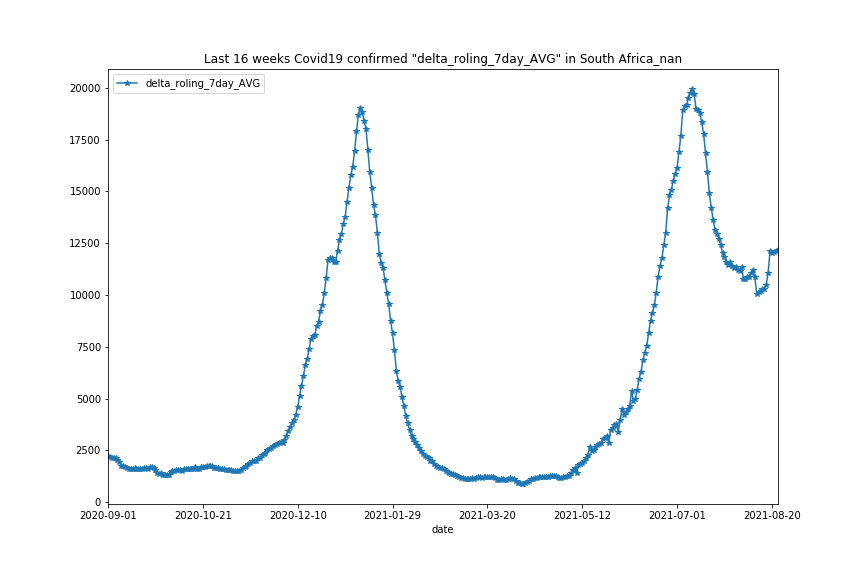 Last 16 weeks Covid19 confirmed "delta_roling_7day_AVG" in South Africa_nan
delta_roling_7day_AVG
20000
17500
15000
12500
10000
7500
5000
2500
0
2020-09-01 2020-10-21 2020-12-10 2021-01-29 2021-03-20 2021-05-12 2021-07-01 2021-08-20
date